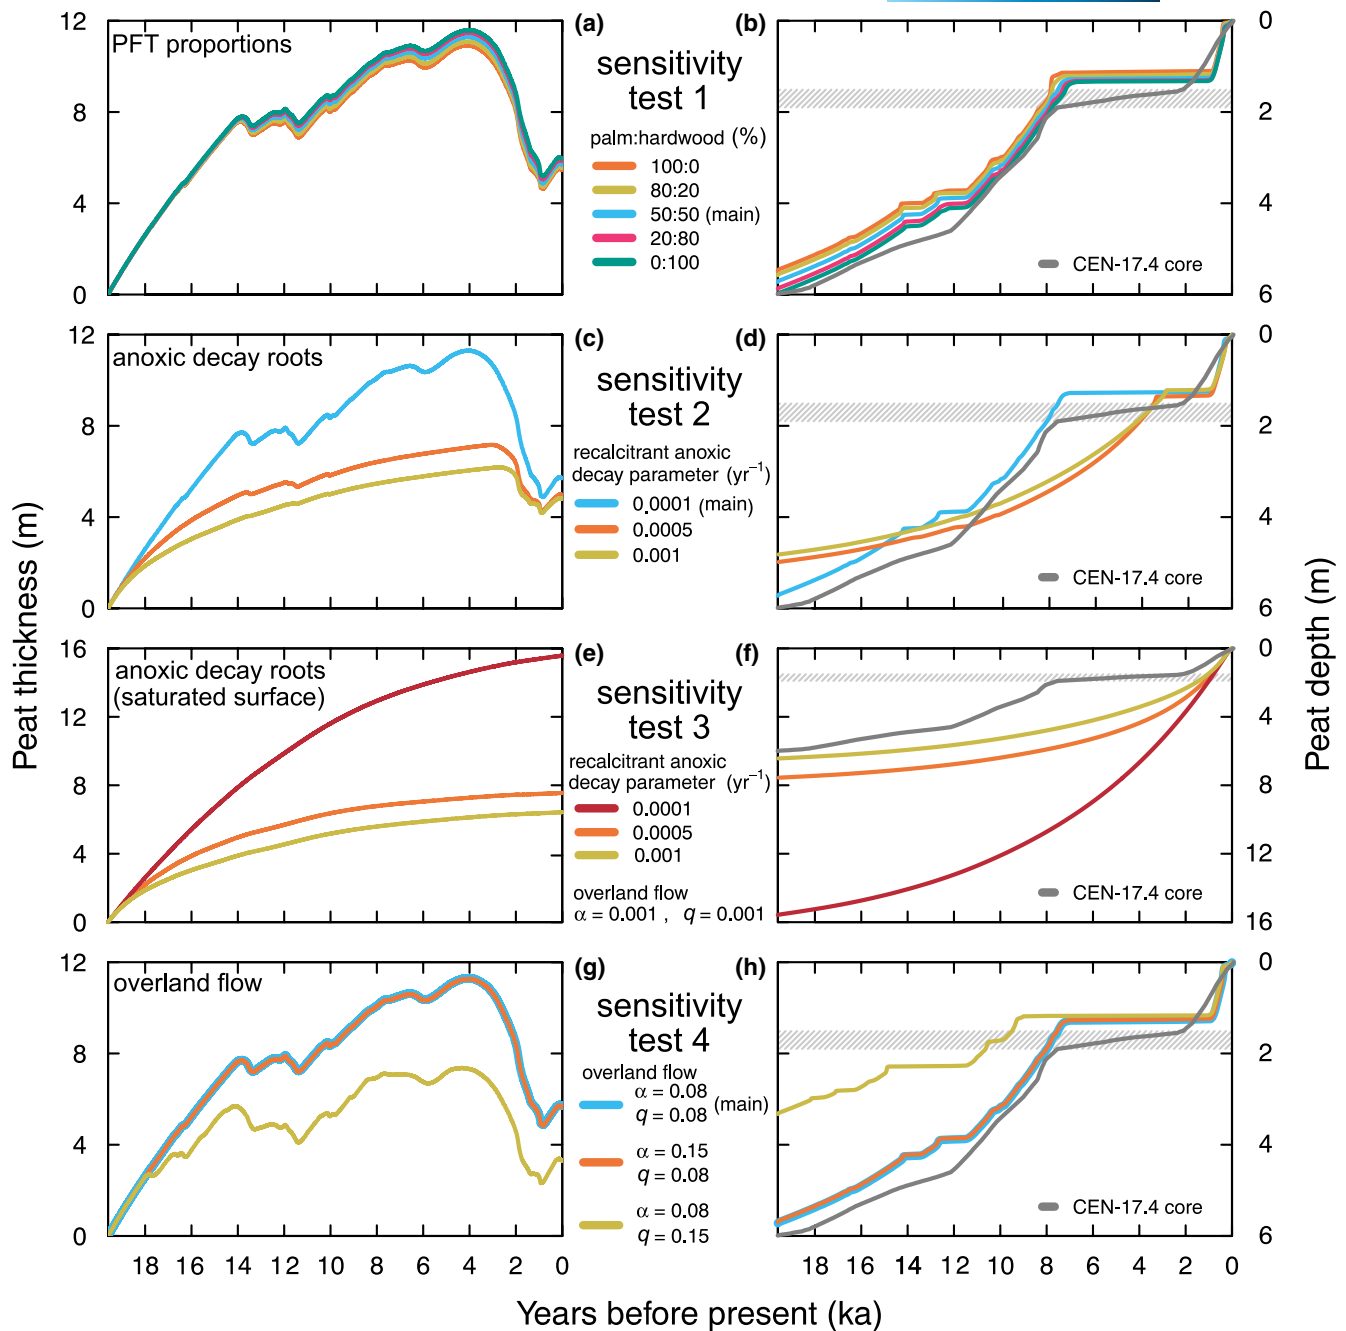 Peat thickness (m)
Peat depth (m)
Years before present (ka)
(a)
PFT proportions
12
8
4
0
sensitivity
test 1
palm:hardwood (%)
100:0
80:20
50:50 (main)
20:80
0:100
(b)
CEN-17.4 core
0
2
4
6
(c)
anoxic decay roots
12
8
4
0
sensitivity
test 2
recalcitrant anoxic
decay parameter (yr⁻¹)
0.0001 (main)
0.0005
0.001
(d)
CEN-17.4 core
0
2
4
6
(e)
anoxic decay roots
(saturated surface)
16
12
8
4
0
sensitivity
test 3
recalcitrant anoxic
decay parameter (yr⁻¹)
0.0001
0.0005
0.001
overland flow
α = 0.001 , q = 0.001
(f)
CEN-17.4 core
0
4
8
12
16
(g)
overland flow
12
8
4
0
sensitivity
test 4
overland flow
α = 0.08
q = 0.08 (main)
α = 0.15
q = 0.08
α = 0.08
q = 0.15
(h)
CEN-17.4 core
0
2
4
6
18 16 14 12 10 8 6 4 2 0
18 16 14 12 10 8 6 4 2 0